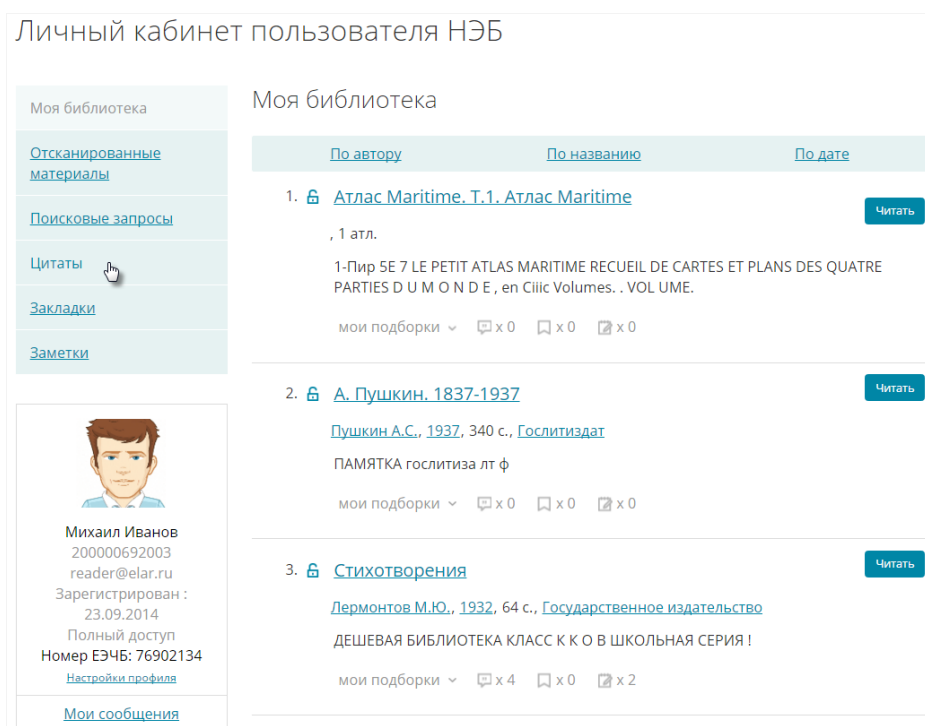 Личный кабинет пользователя НЭБ
Моя библиотека
Отсканированные
материалы
Поисковые запросы
Цитаты
Закладки
Заметки
Михаил Иванов
200000692003
reader@elar.ru
Зарегистрирован :
23.09.2014
Полный доступ
Номер ЕЭЧБ: 76902134
Настройки профиля
Мои сообщения
Моя библиотека
По автору По названию По дате
1. Атлас Maritime. Т.1. Атлас Maritime
Читать
, 1 атл.
1-Пир 5Е 7 LE PETIT ATLAS MARITIME RECUEIL DE CARTES ET PLANS DES QUATRE
PARTIES D U M O N D E , en Ciiic Volumes. . VOL UME.
мои подборки x 0 x 0 x 0
2. А. Пушкин. 1837-1937
Читать
Пушкин А.С., 1937, 340 с., Гослитиздат
ПАМЯТКА гослитиза лт ф
мои подборки x 0 x 0 x 0
3. Стихотворения
Читать
Лермонтов М.Ю., 1932, 64 с., Государственное издательство
ДЕШЕВАЯ БИБЛИОТЕКА КЛАСС К К О В ШКОЛЬНАЯ СЕРИЯ !
мои подборки x 4 x 0 x 2